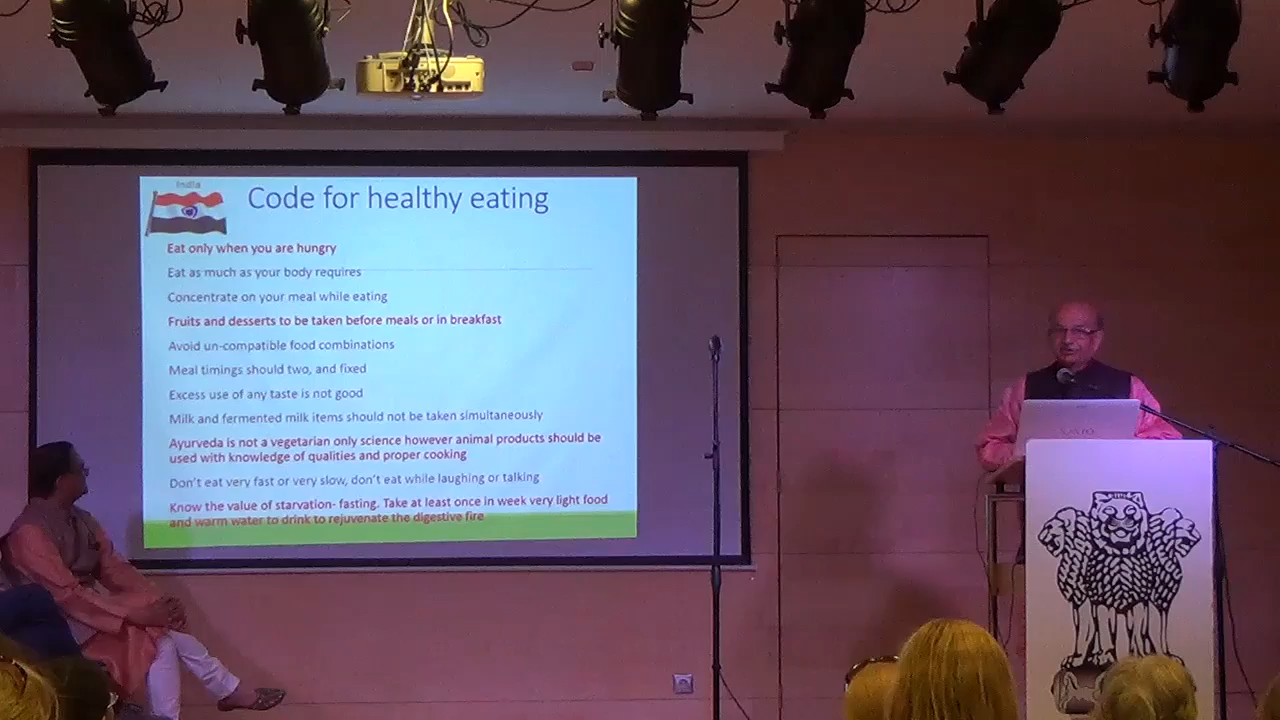 India
Code for healthy eating
Eat only when you are hungry
Eat as much as your body requires
Concentrate on your meal while eating
Fruits and desserts to be taken before meals or in breakfast
Avoid un-compatible food combinations
Meal timings should two, and fixed
Excess use of any taste is not good
Milk and fermented milk items should not be taken simultaneously
Ayurveda is not a vegetarian only science however animal products should be
used with knowledge of qualities and proper cooking
Don't eat very fast or very slow, don't eat while laughing or talking
Know the value of starvation- fasting. Take at least once in week very light food
and warm water to drink to rejuvenate the digestive fire
VAIO